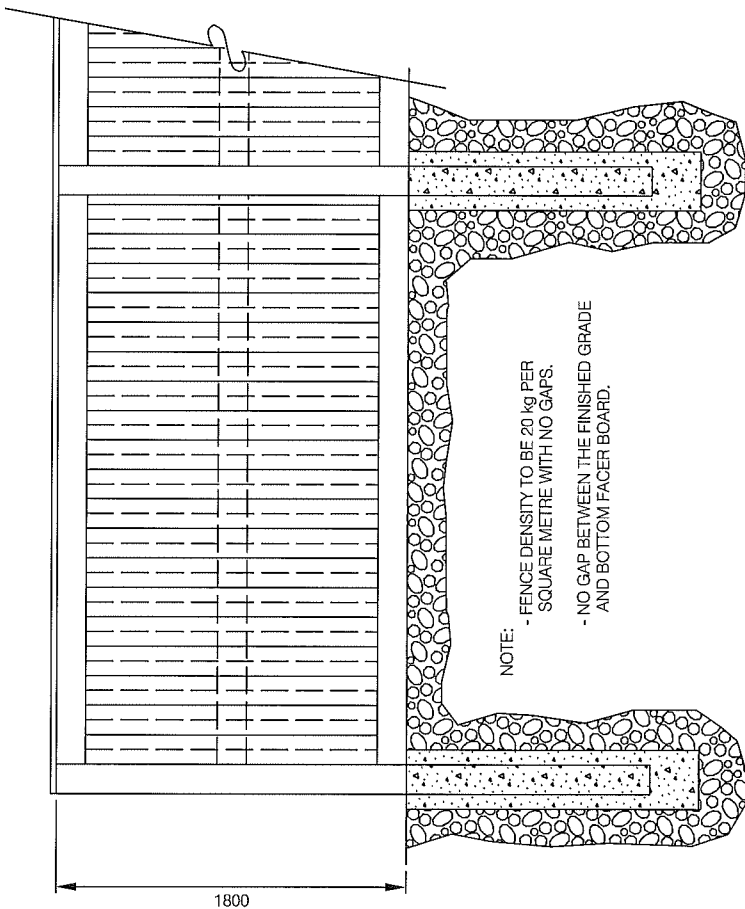 1800
NOTE:
- FENCE DENSITY TO BE 20 kg PER
SQUARE METRE WITH NO GAPS.
- NO GAP BETWEEN THE FINISHED GRADE
AND BOTTOM FACER BOARD.